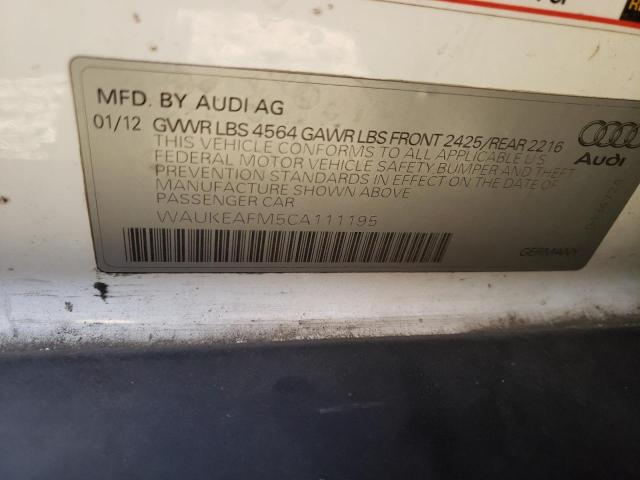 MFD. BY AUDI AG
01/12 GVWR LBS 4564 GAWR LBS FRONT 2425/REAR 2216
THIS VEHICLE CONFORMS TO ALL APPLICABLE U.S.
FEDERAL MOTOR VEHICLE SAFETY BUMPER AND THEFT
PREVENTION STANDARDS IN EFFECT ON THE DATE OF
MANUFACTURE SHOWN ABOVE
PASSENGER CAR
WAUKEAFM5CA111195
Audi
GERMANY